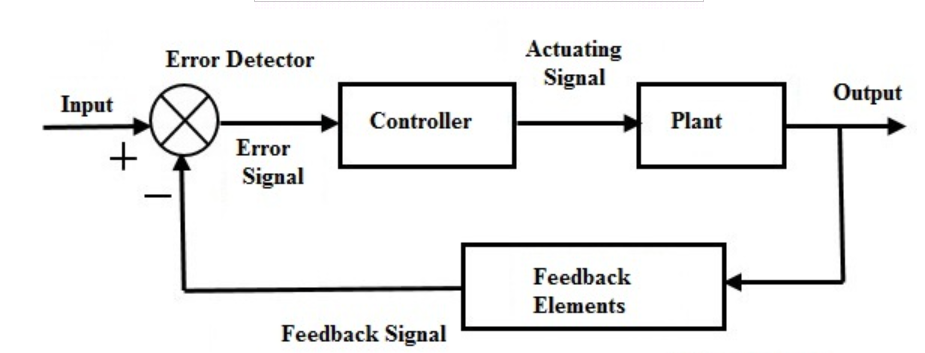 Error Detector
Actuating
Signal
Input
Output
Controller
Plant
+
Error
Signal
−
Feedback
Elements
Feedback Signal